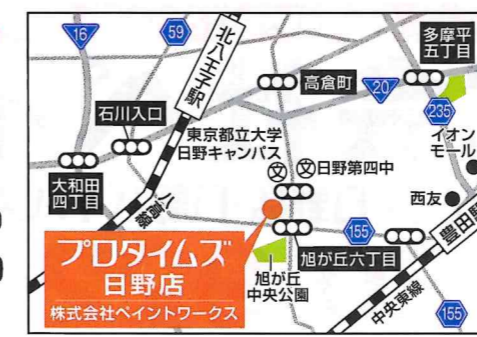 16
59
北八王子駅
多摩平
五丁目
高倉町
20
235
石川入口
東京都立大学
日野キャンパス
文
文日野第四中
イオン
モール
大和田
四丁目
八高線
西友
豊田駅
155
プロタイムズ
日野店
株式会社ペイントワークス
旭が丘六丁目
旭が丘
中央公園
中央東線
155